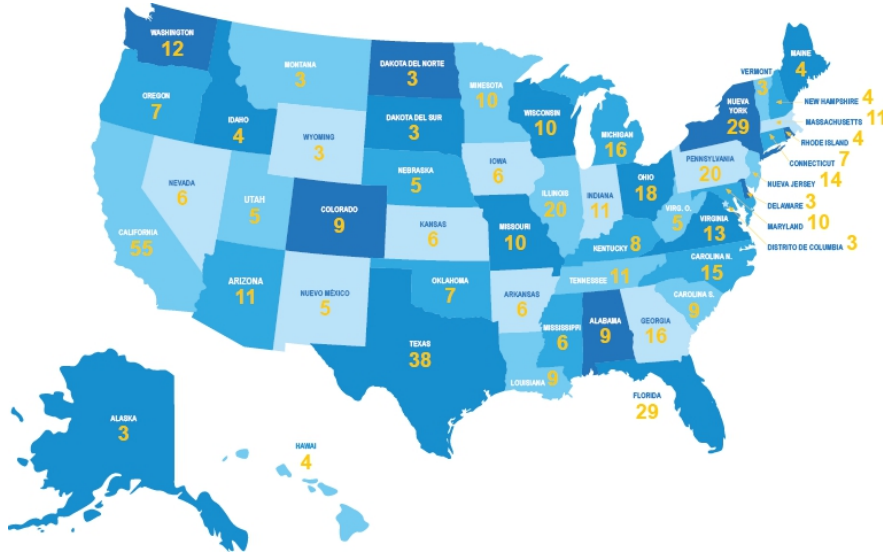 WASHINGTON
12
OREGON
7
CALIFORNIA
55
NEVADA
6
IDAHO
4
MONTANA
3
WYOMING
3
UTAH
5
ARIZONA
11
COLORADO
9
NUEVO MÉXICO
5
DAKOTA DEL NORTE
3
DAKOTA DEL SUR
3
NEBRASKA
5
KANSAS
6
OKLAHOMA
7
TEXAS
38
MINESOTA
10
IOWA
6
MISSOURI
10
ARKANSAS
6
LOUISIANA 9
WISCONSIN
10
ILLINOIS
20
MICHIGAN
16
INDIANA
11
OHIO
18
KENTUCKY 8
TENNESSEE 11
MISSISSIPPI
6
ALABAMA
9
GEORGIA
16
FLORIDA
29
CAROLINA S.
9
CAROLINA N.
15
VIRG. O.
5
VIRGINIA
13
PENNSYLVANIA
20
NUEVA
YORK
29
VERMONT
3
MAINE
4
NEW HAMPSHIRE 4
MASSACHUSETTS 11
RHODE ISLAND 4
CONNECTICUT 7
NUEVA JERSEY 14
DELAWARE 3
MARYLAND 10
DISTRITO DE COLUMBIA 3
ALASKA
3
HAWAI
4